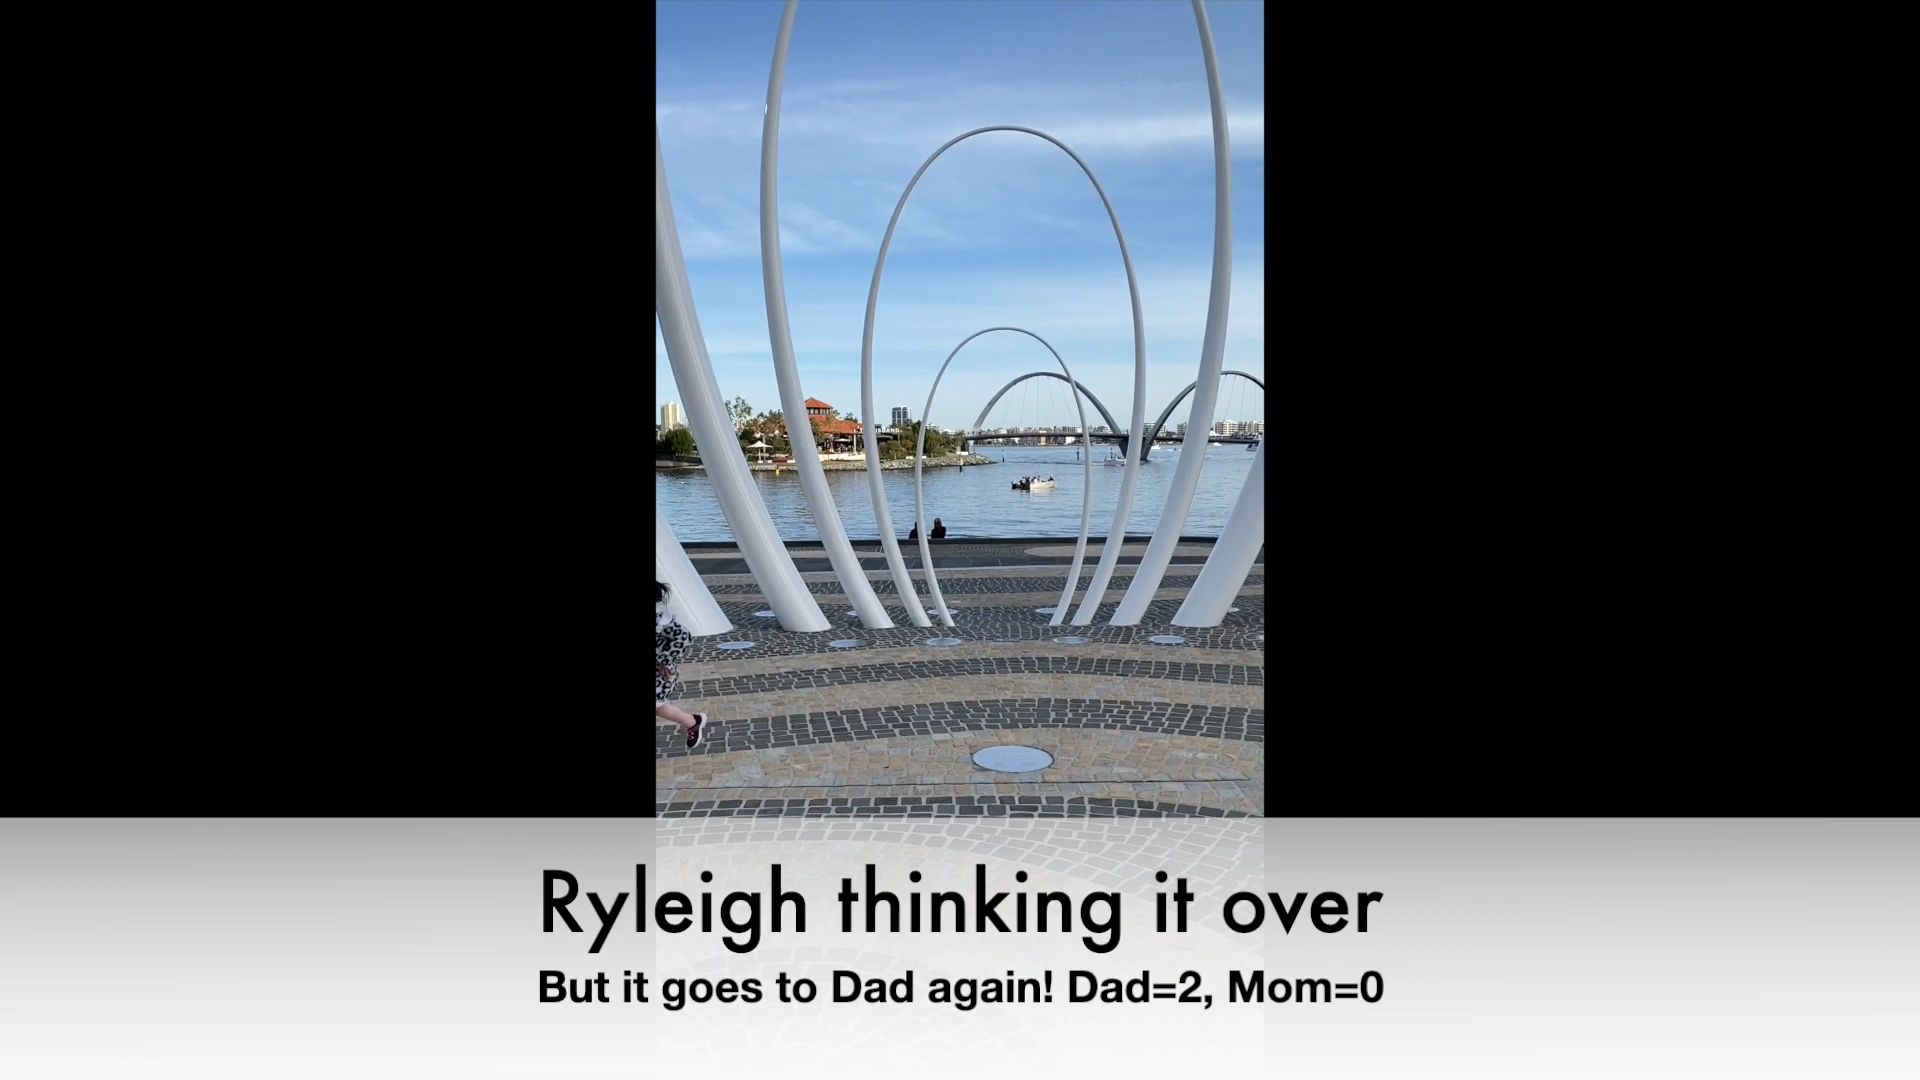 Ryleigh thinking it over
But it goes to Dad again! Dad=2, Mom=0